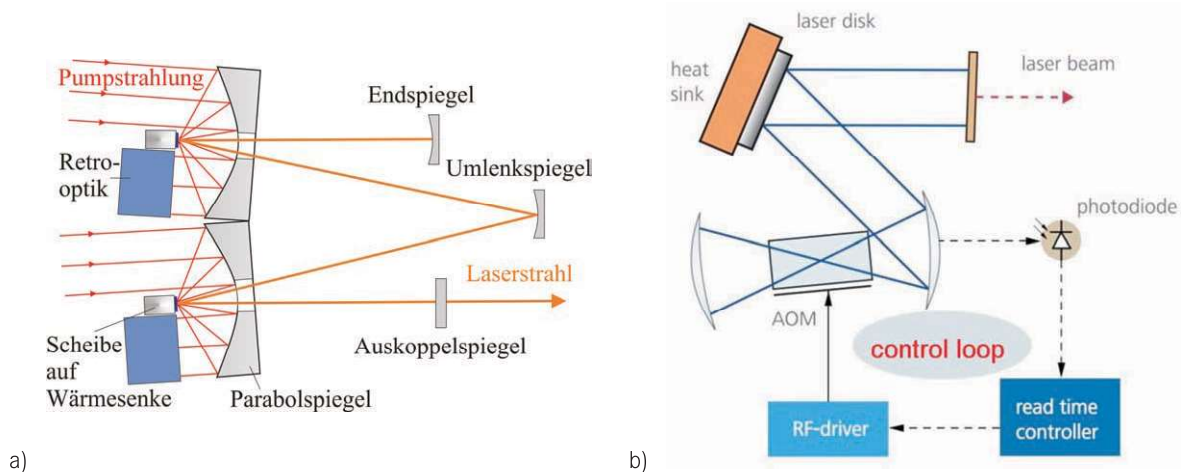 Pumpstrahlung
Endspiegel
Umlenkspiegel
Retro-
optik
Laserstrahl
Scheibe
auf
Wärmesenke
Auskoppelspiegel
Parabolspiegel
a)
laser disk
heat
sink
laser beam
photodiode
AOM
control loop
RF-driver
read time
controller
b)